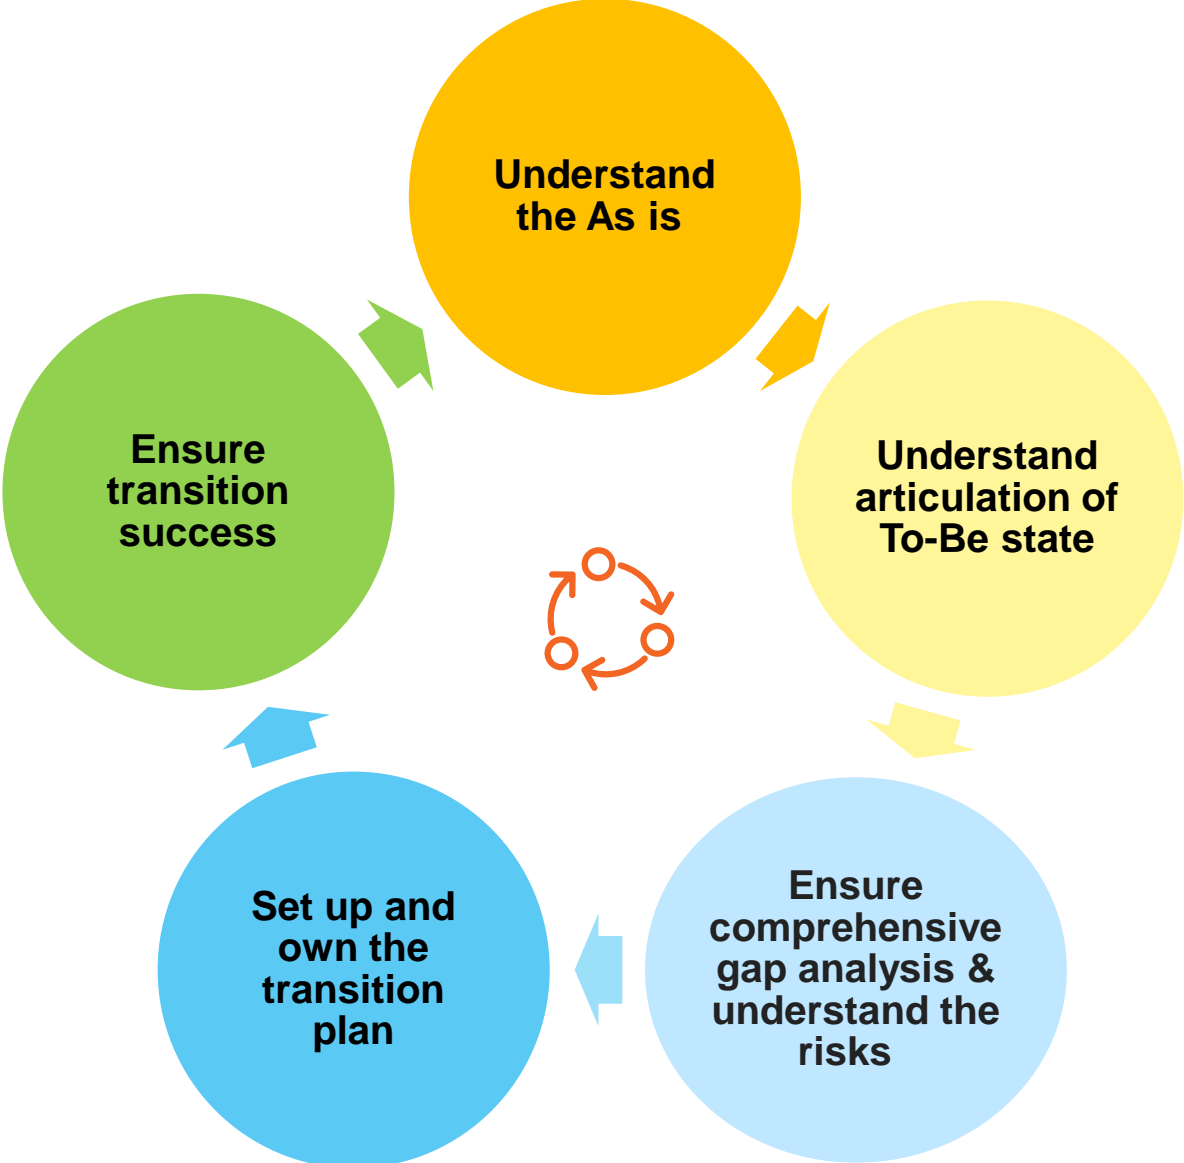 Understand
the As is
Understand
articulation of
To-Be state
Ensure
comprehensive
gap analysis &
understand the
risks
Set up and
own the
transition
plan
Ensure
transition
success